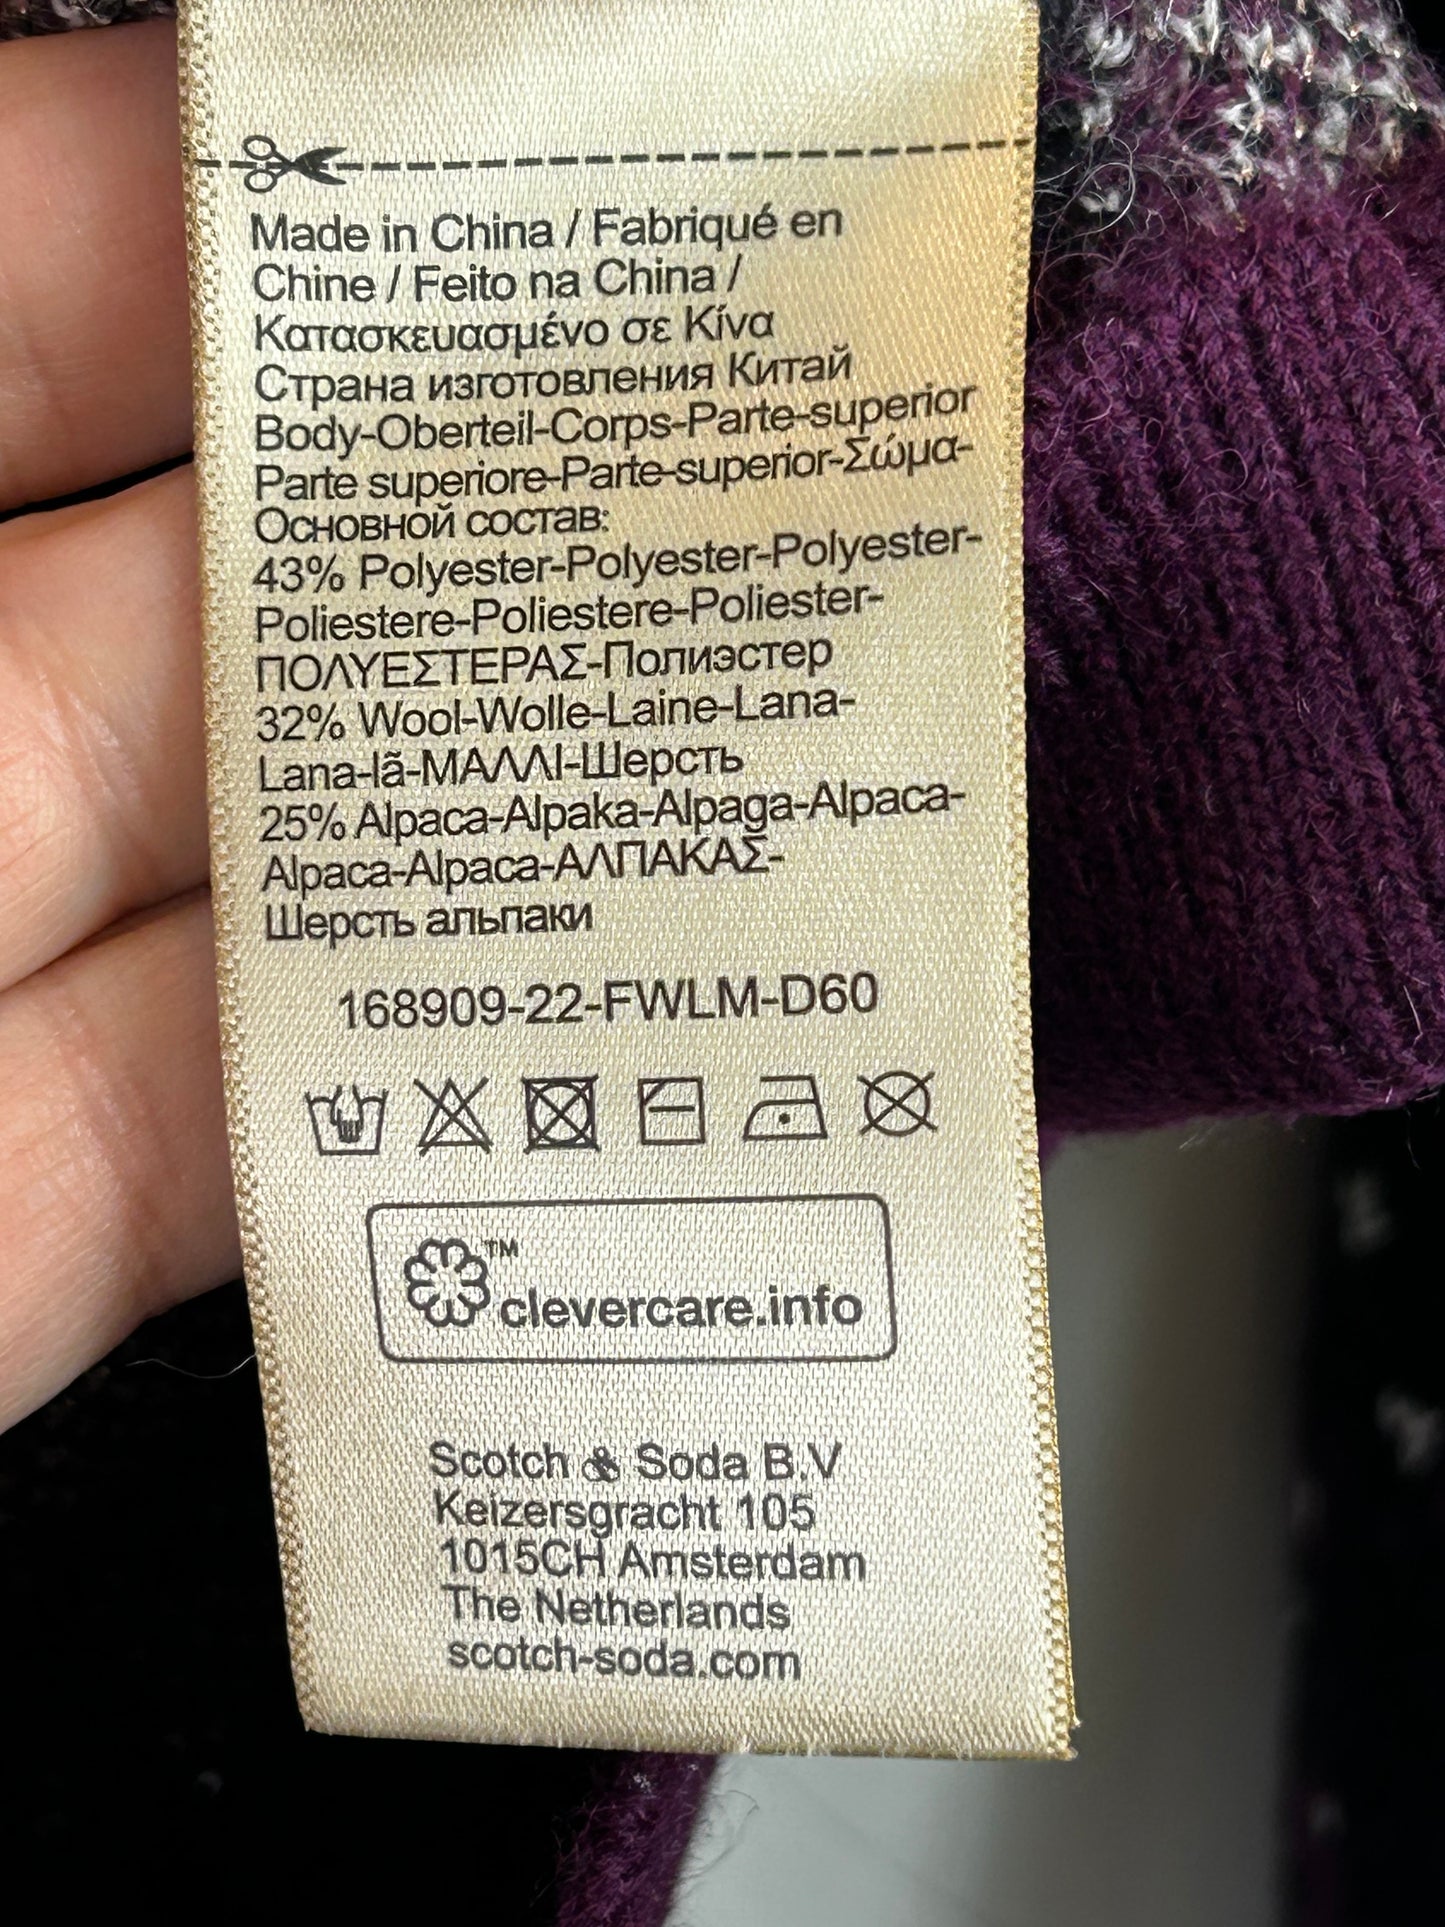 Made in China / Fabriqué en
Chine / Feito na China /
Κατασκευασμένο σε Κίνα
Страна изготовления Китай
Body-Oberteil-Corps-Parte-superior
Parte superiore-Parte-superior-Σώμα-
Основной состав:
43% Polyester-Polyester-Polyester-
Poliestere-Poliestere-Poliester-
ΠΟΛΥΕΣΤΕΡΑΣ-Полиэстер
32% Wool-Wolle-Laine-Lana-
Lana-lã-ΜΑΛΛΙ-Шерсть
25% Alpaca-Alpaka-Alpaga-Alpaca-
Alpaca-Alpaca-ΑΛΠΑΚΑΣ-
Шерсть альпаки
168909-22-FWLM-D60
™
clevercare.info
Scotch & Soda B.V
Keizersgracht 105
1015CH Amsterdam
The Netherlands
scotch-soda.com